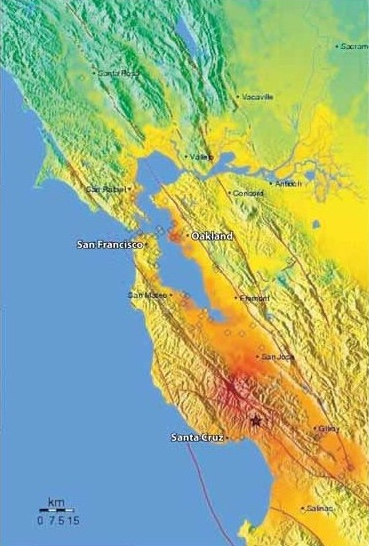 Sacram
Santa Rosa
Vacaville
Vallejo
Antioch
San Rafael
Concord
Oakland
San Francisco
San Mateo
Fremont
San Jose
Gilroy
Santa Cruz
km
0 7.5 15
Salinas